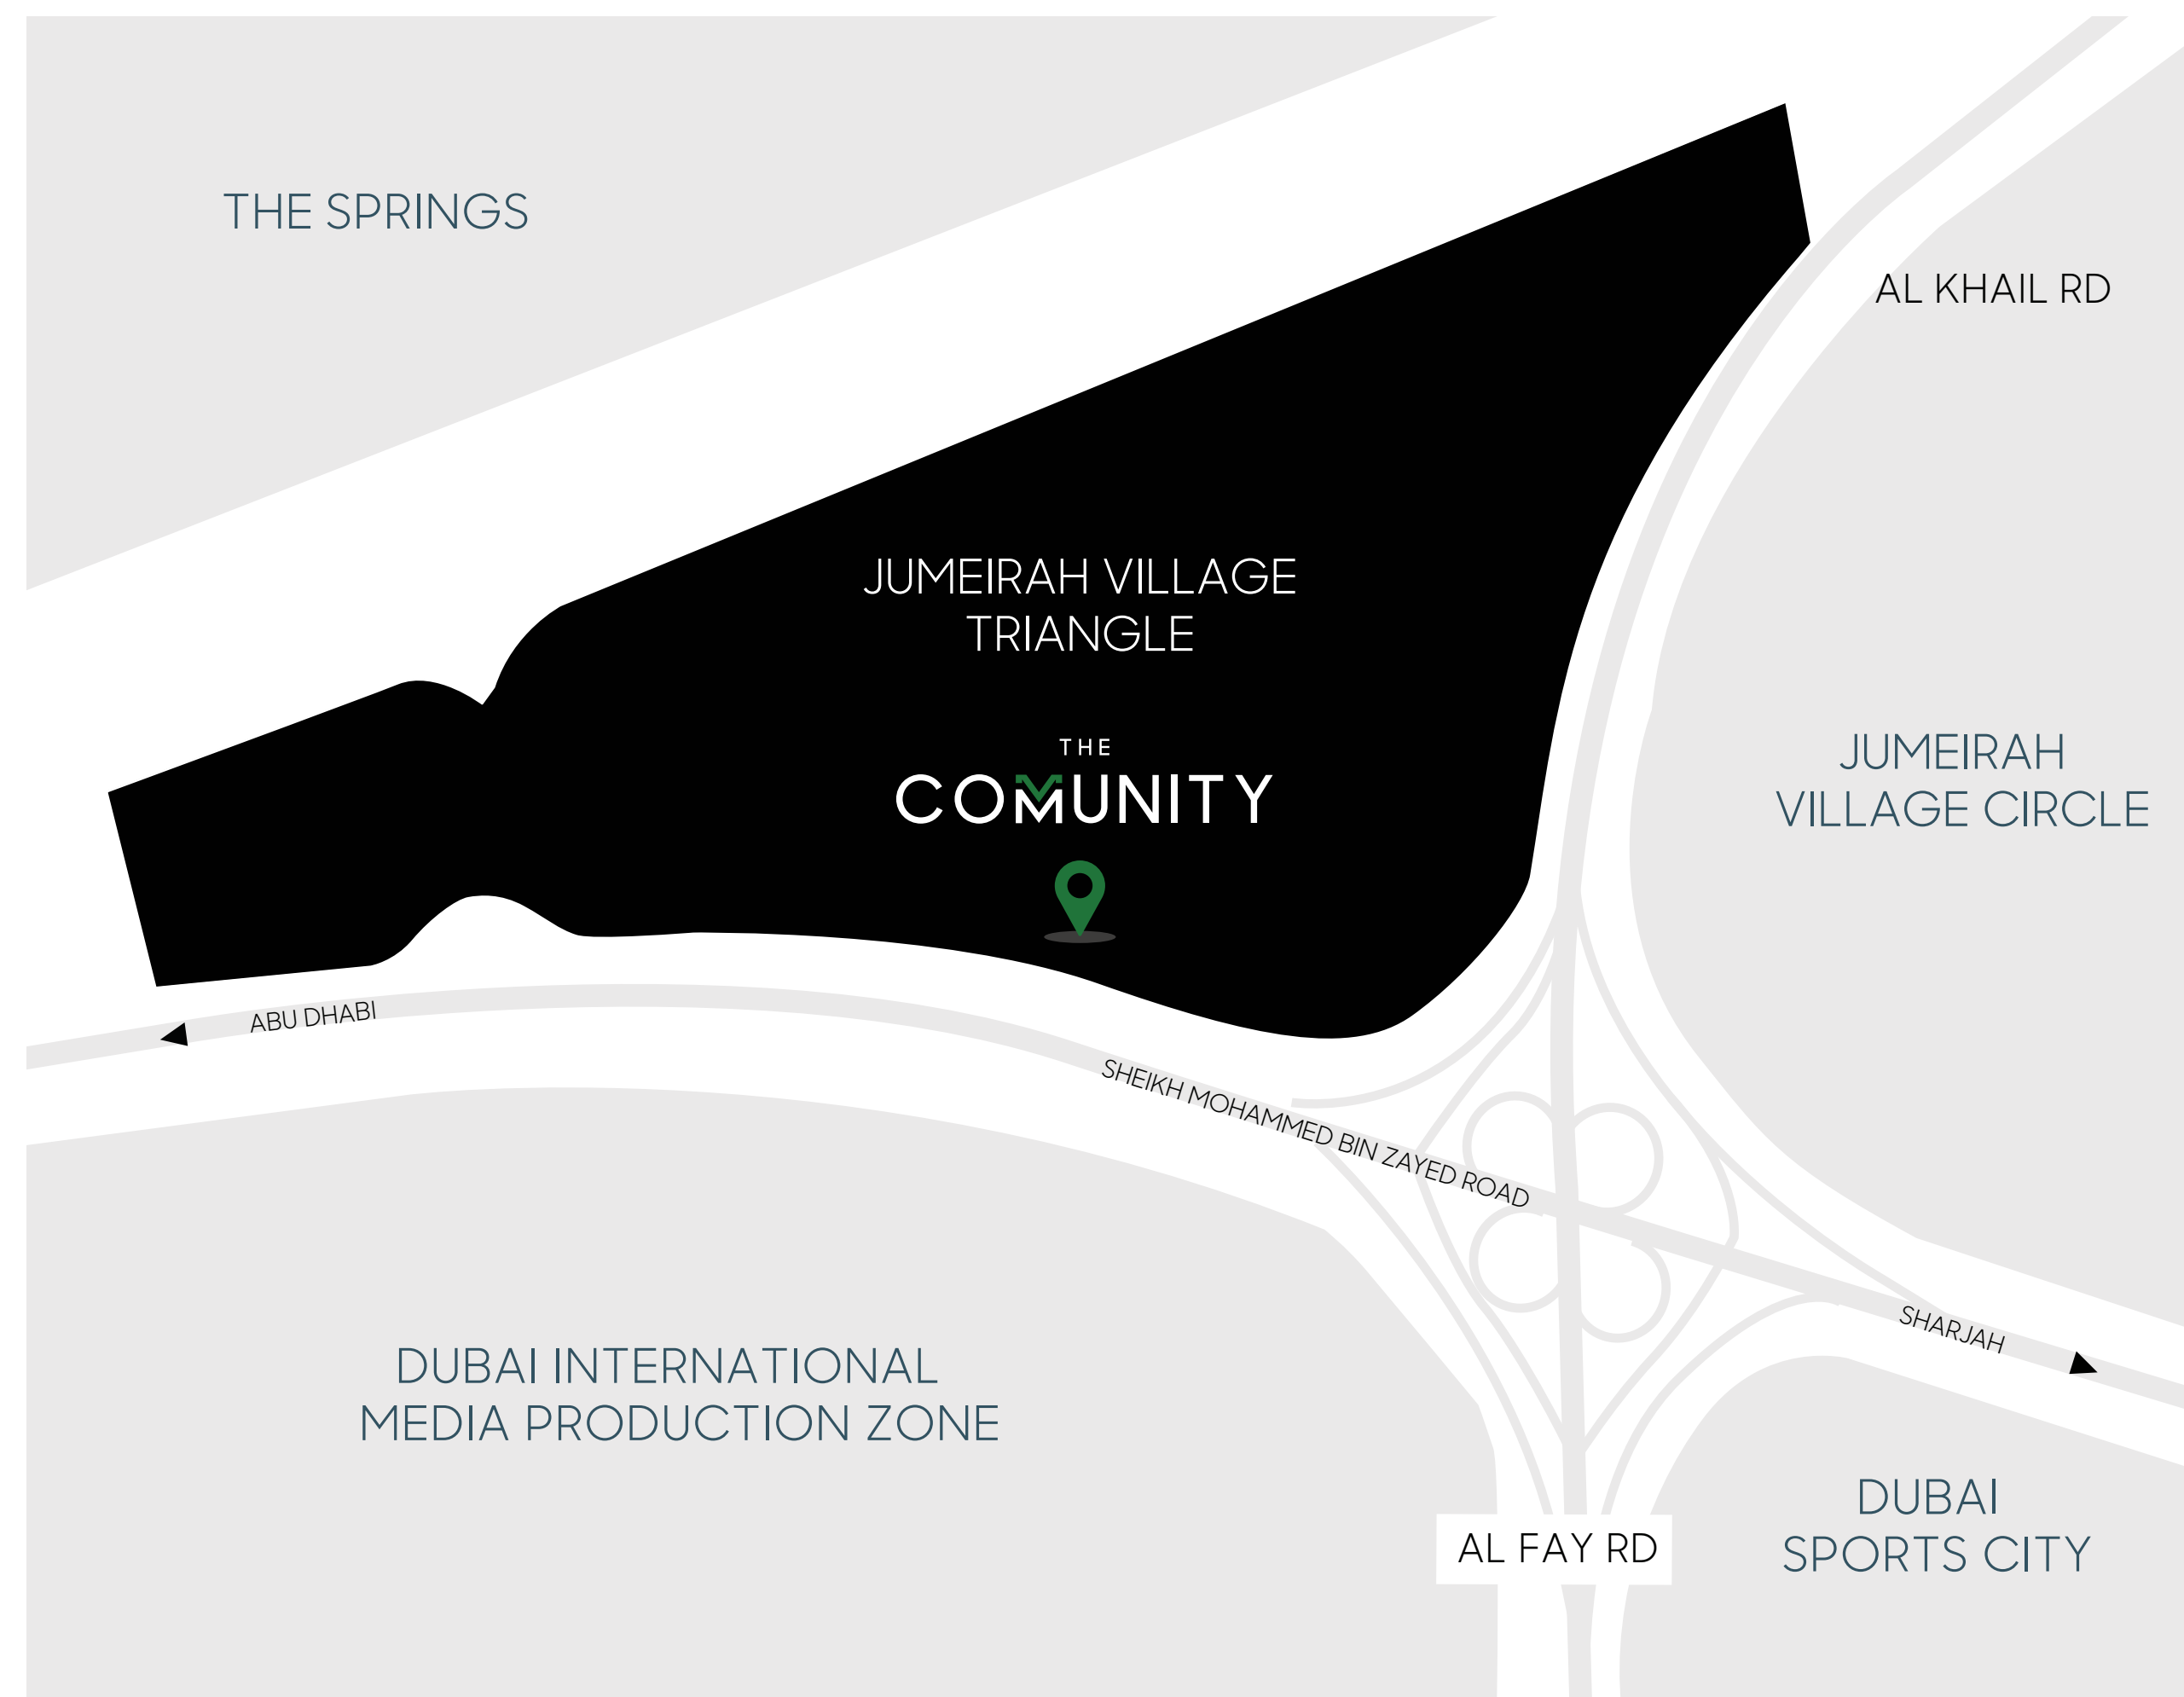 THE SPRINGS
AL KHAIL RD
JUMEIRAH VILLAGE
TRIANGLE
THE
COMUNITY
JUMEIRAH
VILLAGE CIRCLE
ABU DHABI
SHEIKH MOHAMMED BIN ZAYED ROAD
SHARJAH
DUBAI INTERNATIONAL
MEDIA PRODUCTION ZONE
AL FAY RD
DUBAI
SPORTS CITY